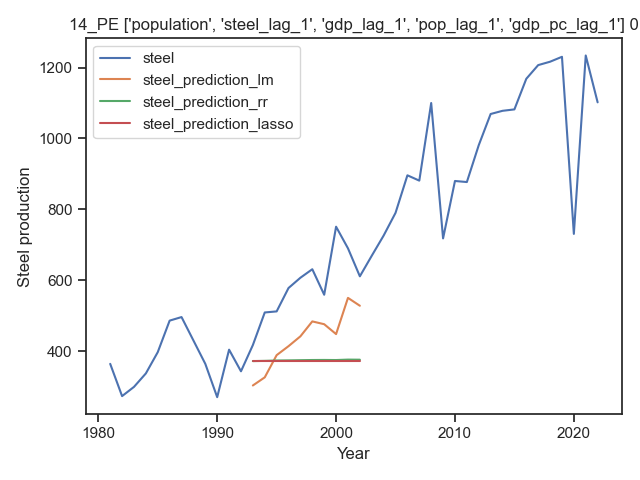 14_PE ['population', 'steel_lag_1', 'gdp_lag_1', 'pop_lag_1', 'gdp_pc_lag_1'] 0
steel
steel_prediction_lm
steel_prediction_rr
steel_prediction_lasso
1200
1000
800
600
400
Steel production
1980
1990
2000
2010
2020
Year